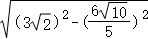 √((3√2)² − (6√10/5)²)